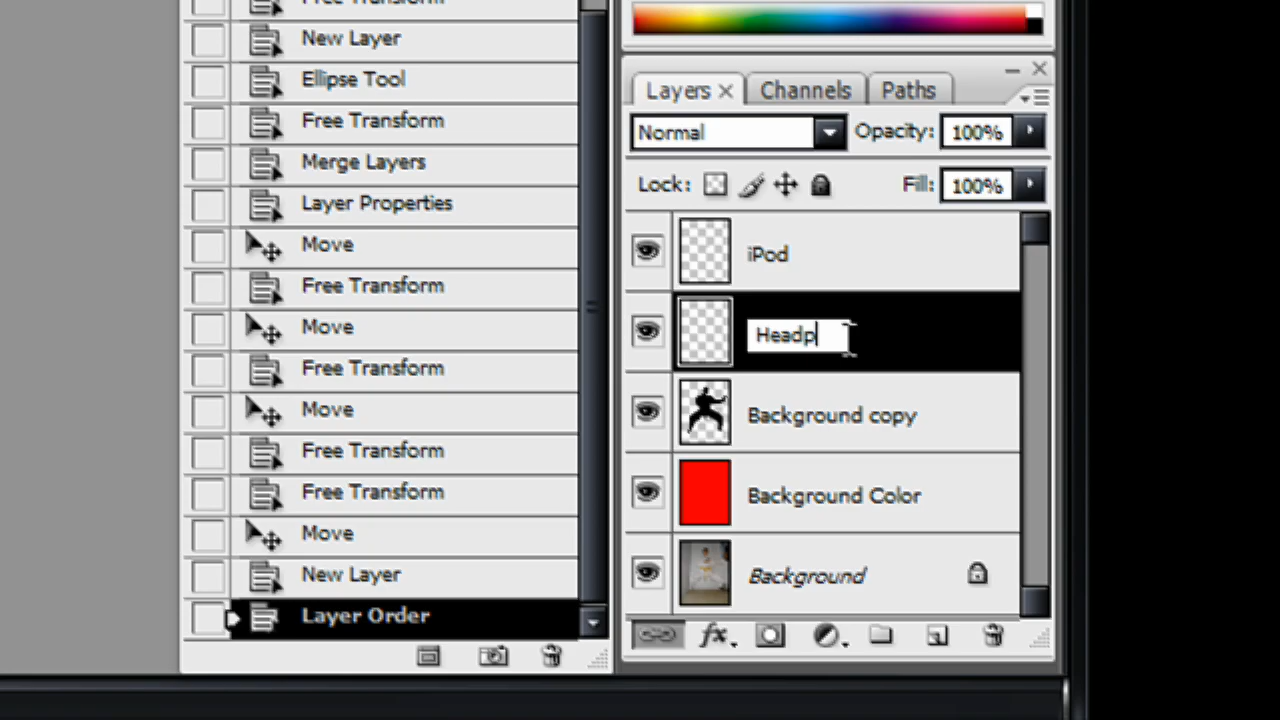 Free Transform
New Layer
Ellipse Tool
Free Transform
Merge Layers
Layer Properties
Move
Free Transform
Move
Free Transform
Move
Free Transform
Free Transform
Move
New Layer
Layer Order
Layers Channels Paths
Normal Opacity: 100%
Lock: Fill: 100%
iPod
Headp
Background copy
Background Color
Background
fx